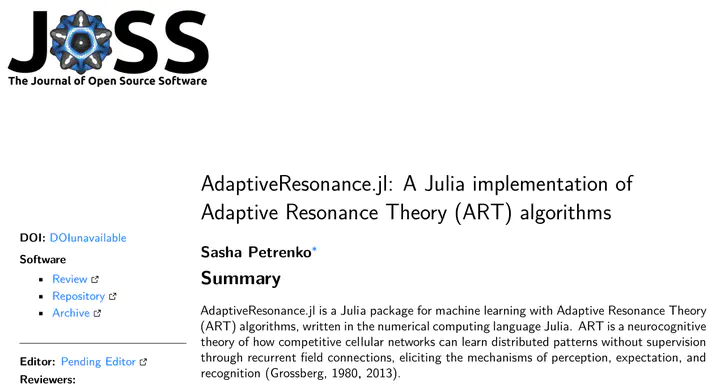 JOSS
The Journal of Open Source Software
AdaptiveResonance.jl: A Julia implementation of
Adaptive Resonance Theory (ART) algorithms
DOI: DOIunavailable
Software
▪ Review
▪ Repository
▪ Archive
Editor: Pending Editor
Reviewers:
Sasha Petrenko*
Summary
AdaptiveResonance.jl is a Julia package for machine learning with Adaptive Resonance Theory
(ART) algorithms, written in the numerical computing language Julia. ART is a neurocognitive
theory of how competitive cellular networks can learn distributed patterns without supervision
through recurrent field connections, eliciting the mechanisms of perception, expectation, and
recognition (Grossberg, 1980, 2013).